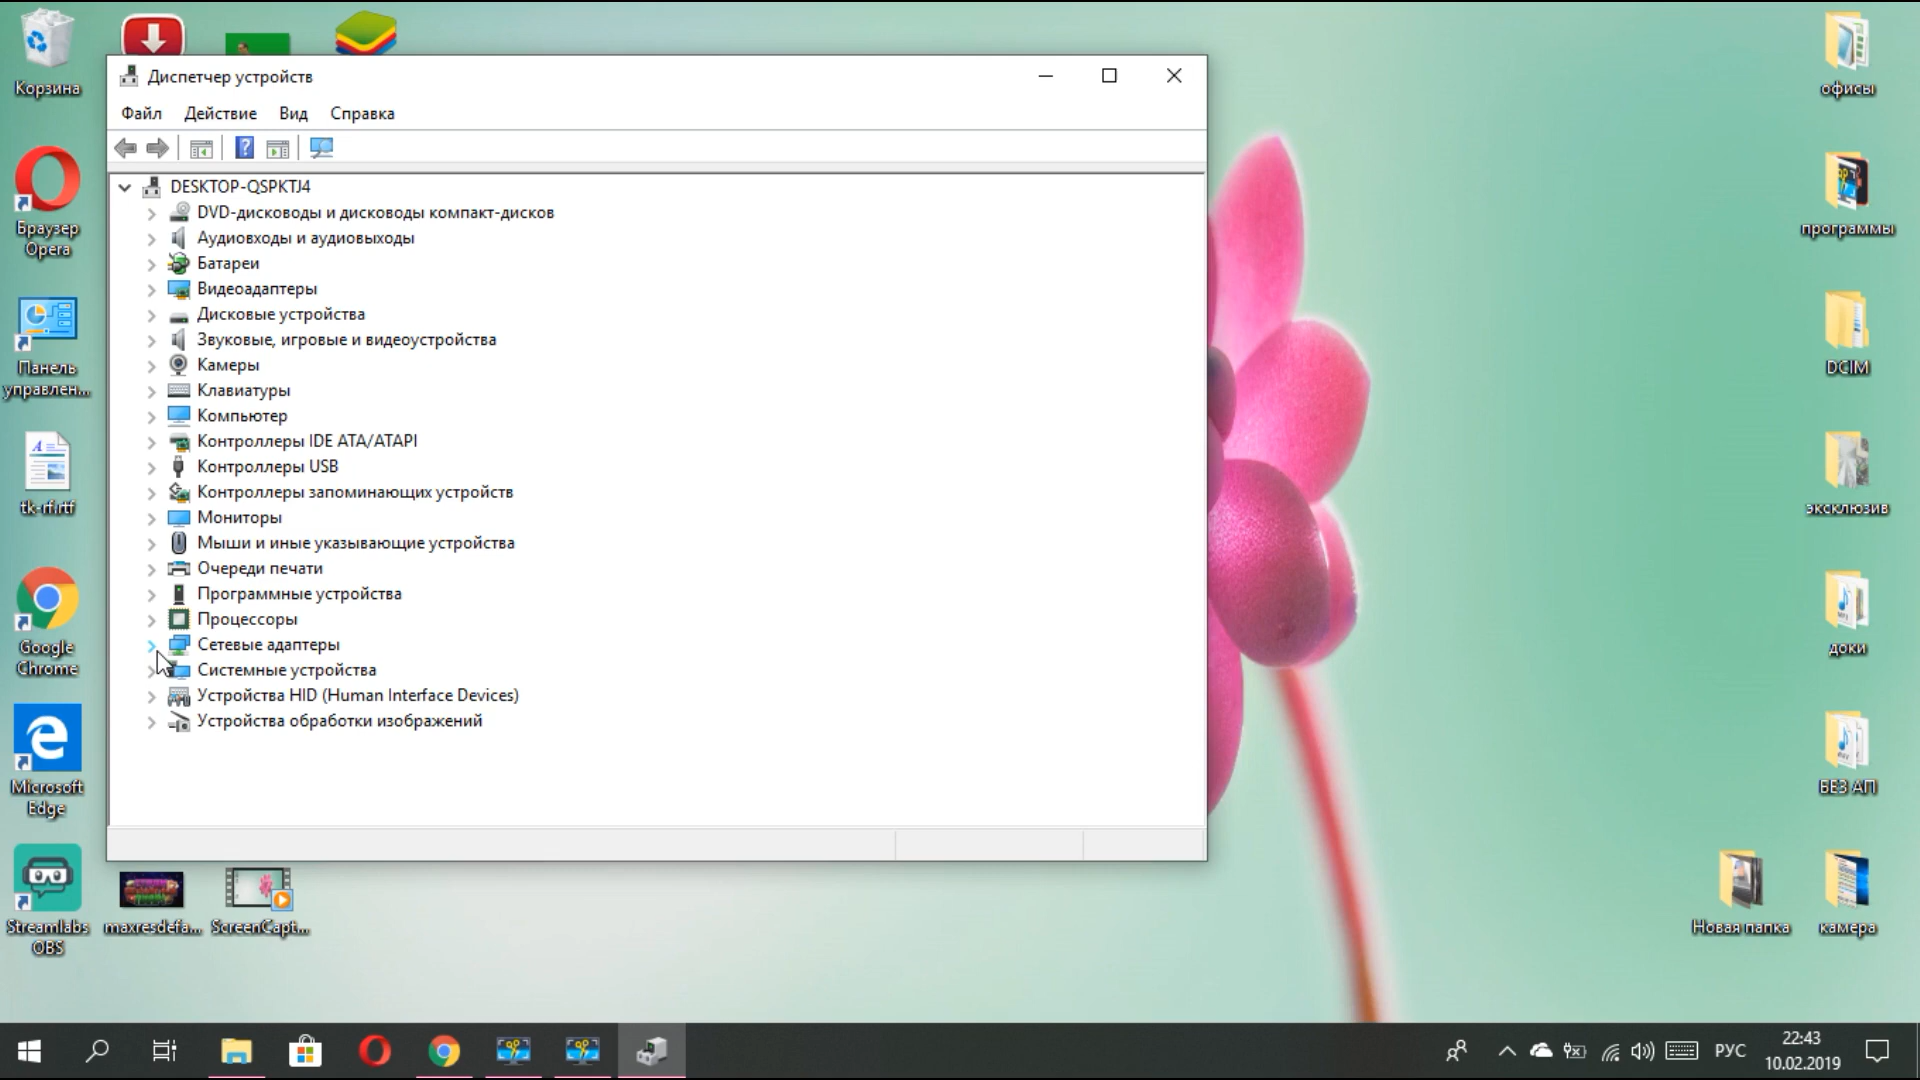 Диспетчер устройств
Файл Действие Вид Справка
DESKTOP-QSPKTJ4
DVD-дисководы и дисководы компакт-дисков
Аудиовходы и аудиовыходы
Батареи
Видеоадаптеры
Дисковые устройства
Звуковые, игровые и видеоустройства
Камеры
Клавиатуры
Компьютер
Контроллеры IDE ATA/ATAPI
Контроллеры USB
Контроллеры запоминающих устройств
Мониторы
Мыши и иные указывающие устройства
Очереди печати
Программные устройства
Процессоры
Сетевые адаптеры
Системные устройства
Устройства HID (Human Interface Devices)
Устройства обработки изображений
Корзина
Браузер
Opera
Панель
управлен...
tk-rf.rtf
Google
Chrome
Microsoft
Edge
Streamlabs
OBS
maxresdefa...
ScreenCapt...
офисы
программы
DCIM
эксклюзив
доки
БЕЗ АП
Новая папка
камера
РУС
22:43
10.02.2019